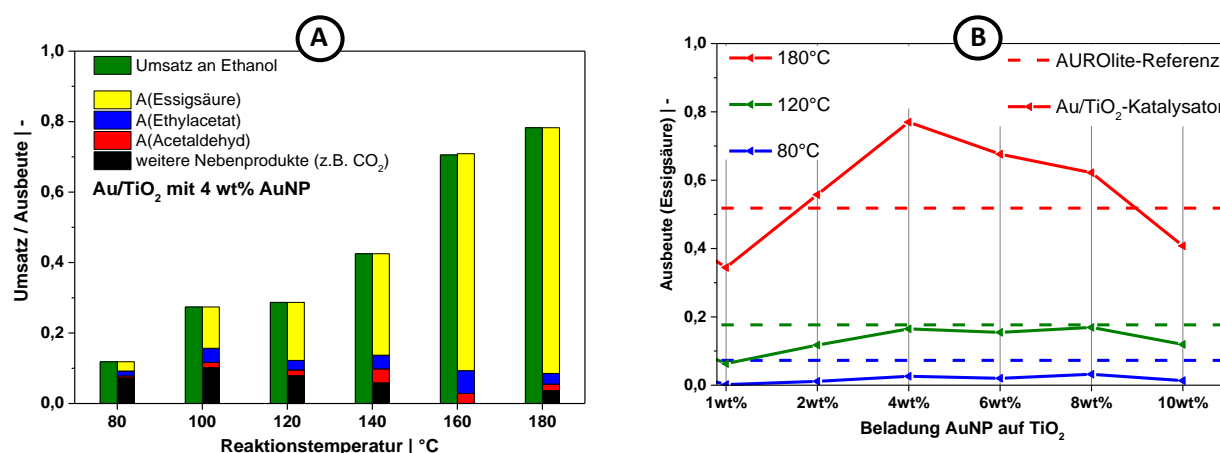 A
1,0
0,8
0,6
0,4
0,2
0,0
Umsatz / Ausbeute | -
Umsatz an Ethanol
A(Essigsäure)
A(Ethylacetat)
A(Acetaldehyd)
weitere Nebenprodukte (z.B. CO₂)
Au/TiO₂ mit 4 wt% AuNP
80 100 120 140 160 180
Reaktionstemperatur | °C
B
1,0
0,8
0,6
0,4
0,2
0,0
Ausbeute (Essigsäure) | -
180°C
120°C
80°C
AUROlite-Referenz
Au/TiO₂-Katalysator
1wt% 2wt% 4wt% 6wt% 8wt% 10wt%
Beladung AuNP auf TiO₂